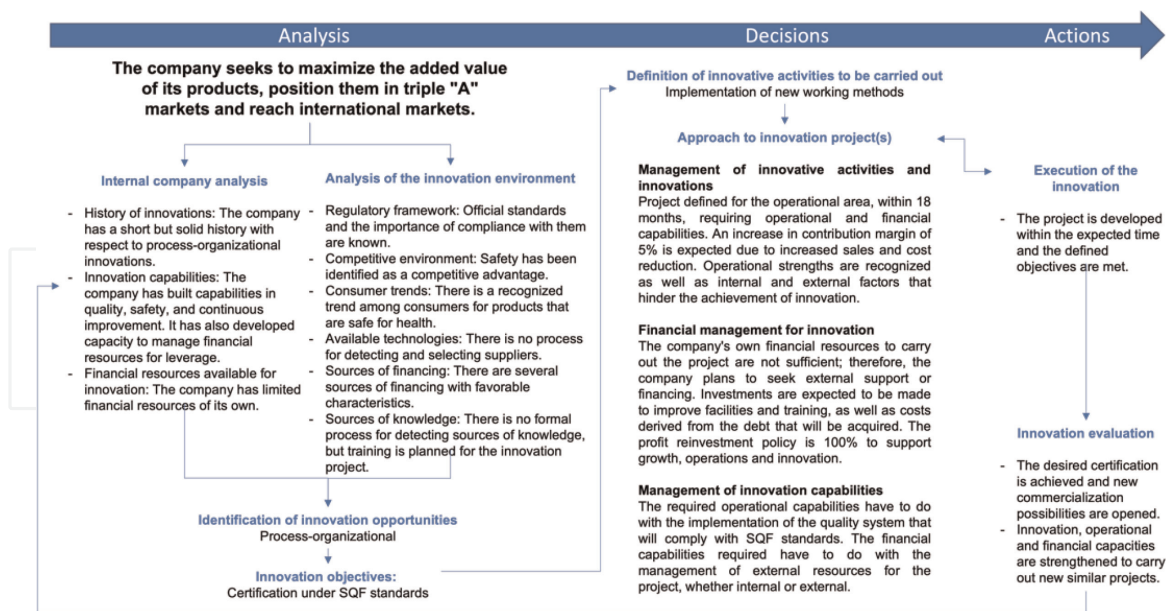 Analysis
Decisions
Actions
The company seeks to maximize the added value
of its products, position them in triple "A"
markets and reach international markets.
Internal company analysis
- History of innovations: The company
has a short but solid history with
respect to process-organizational
innovations.
- Innovation capabilities: The
company has built capabilities in
quality, safety, and continuous
improvement. It has also developed
capacity to manage financial
resources for leverage.
- Financial resources available for
innovation: The company has limited
financial resources of its own.
Analysis of the innovation environment
- Regulatory framework: Official standards
and the importance of compliance with them
are known.
- Competitive environment: Safety has been
identified as a competitive advantage.
- Consumer trends: There is a recognized
trend among consumers for products that
are safe for health.
- Available technologies: There is no process
for detecting and selecting suppliers.
- Sources of financing: There are several
sources of financing with favorable
characteristics.
- Sources of knowledge: There is no formal
process for detecting sources of knowledge,
but training is planned for the innovation
project.
Identification of innovation opportunities
Process-organizational
Innovation objectives:
Certification under SQF standards
Definition of innovative activities to be carried out
Implementation of new working methods
Approach to innovation project(s)
Management of innovative activities and
innovations
Project defined for the operational area, within 18
months, requiring operational and financial
capabilities. An increase in contribution margin of
5% is expected due to increased sales and cost
reduction. Operational strengths are recognized
as well as internal and external factors that
hinder the achievement of innovation.
Financial management for innovation
The company's own financial resources to carry
out the project are not sufficient; therefore, the
company plans to seek external support or
financing. Investments are expected to be made
to improve facilities and training, as well as costs
derived from the debt that will be acquired. The
profit reinvestment policy is 100% to support
growth, operations and innovation.
Management of innovation capabilities
The required operational capabilities have to do
with the implementation of the quality system that
will comply with SQF standards. The financial
capabilities required have to do with the
management of external resources for the
project, whether internal or external.
Execution of the
innovation
- The project is developed
within the expected time
and the defined
objectives are met.
Innovation evaluation
- The desired certification
is achieved and new
commercialization
possibilities are opened.
- Innovation, operational
and financial capacities
are strengthened to carry
out new similar projects.